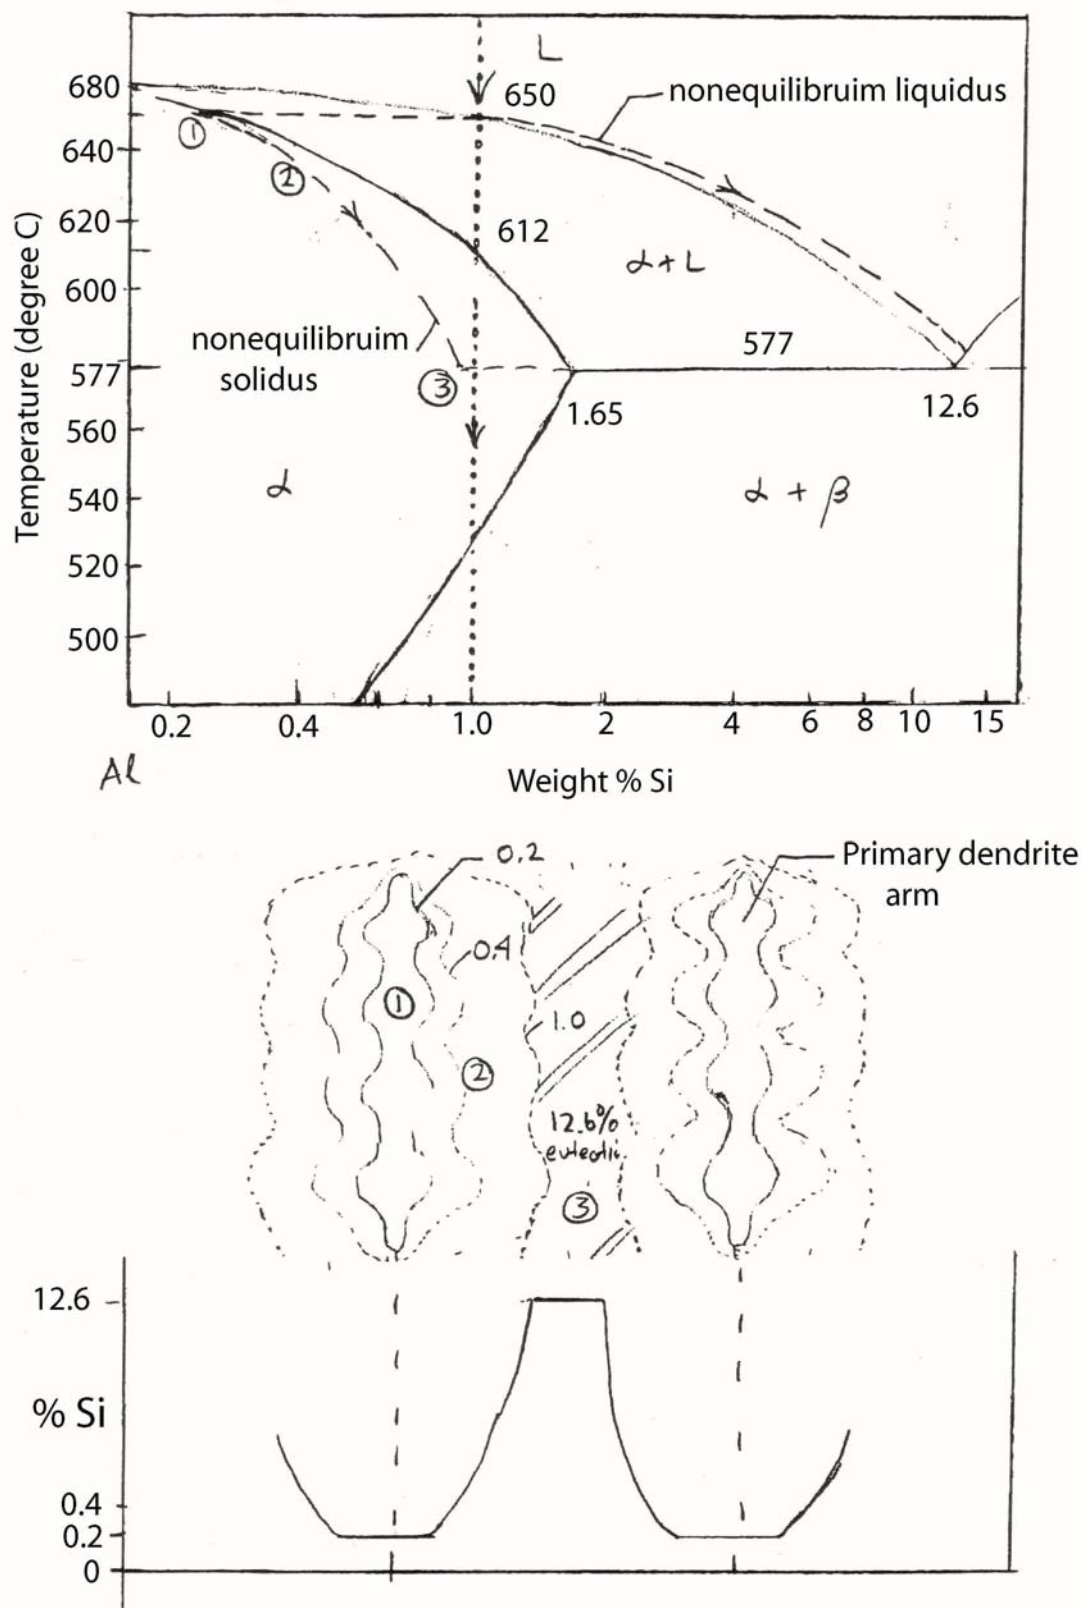 L
680
650
nonequilibruim liquidus
①
640
②
620
612
α+L
600
Temperature (degree C)
nonequilibruim
solidus
577
577
③
1.65
12.6
560
α
540
α + β
520
500
0.2
0.4
1.0
2
4
6
8
10
15
Al
Weight % Si
0.2
Primary dendrite
arm
0.4
①
1.0
②
12.6%
eutectic
③
12.6
% Si
0.4
0.2
0